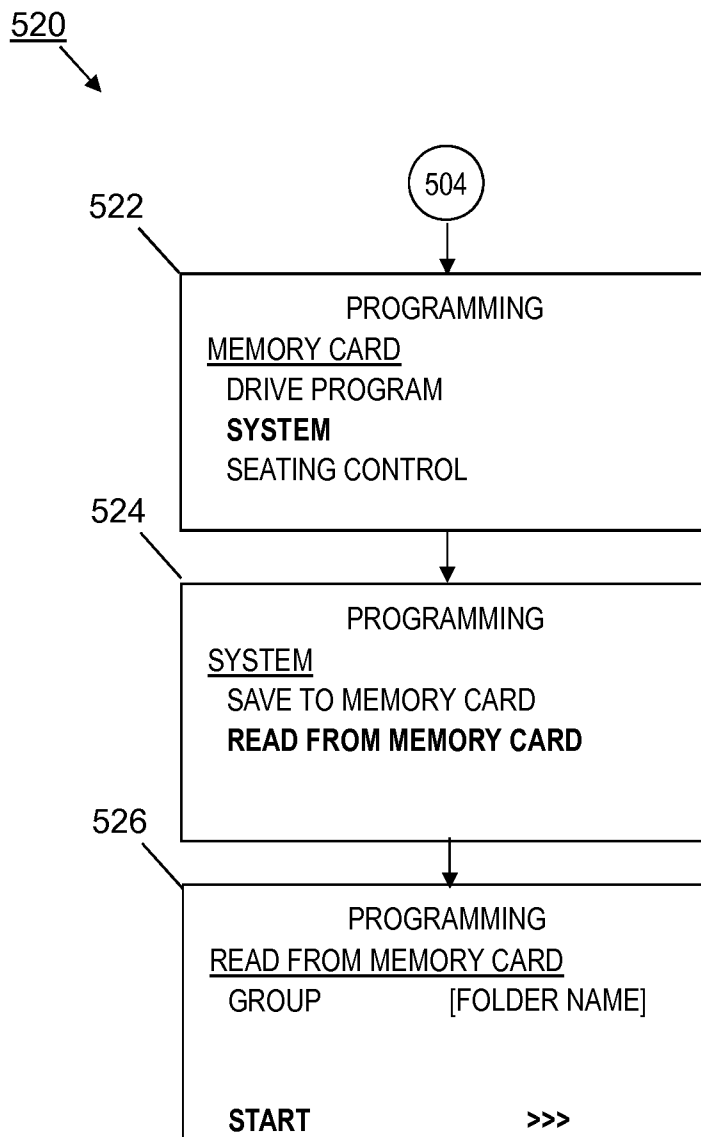 520
504
522
PROGRAMMING
MEMORY CARD
DRIVE PROGRAM
SYSTEM
SEATING CONTROL
524
PROGRAMMING
SYSTEM
SAVE TO MEMORY CARD
READ FROM MEMORY CARD
526
PROGRAMMING
READ FROM MEMORY CARD
GROUP [FOLDER NAME]
START >>>